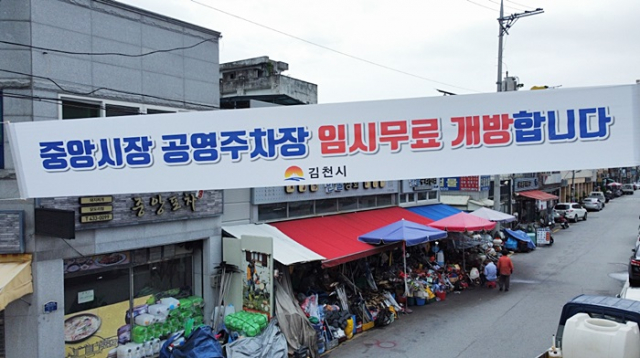 중앙시장 공영주차장 임시무료 개방합니다
김천시